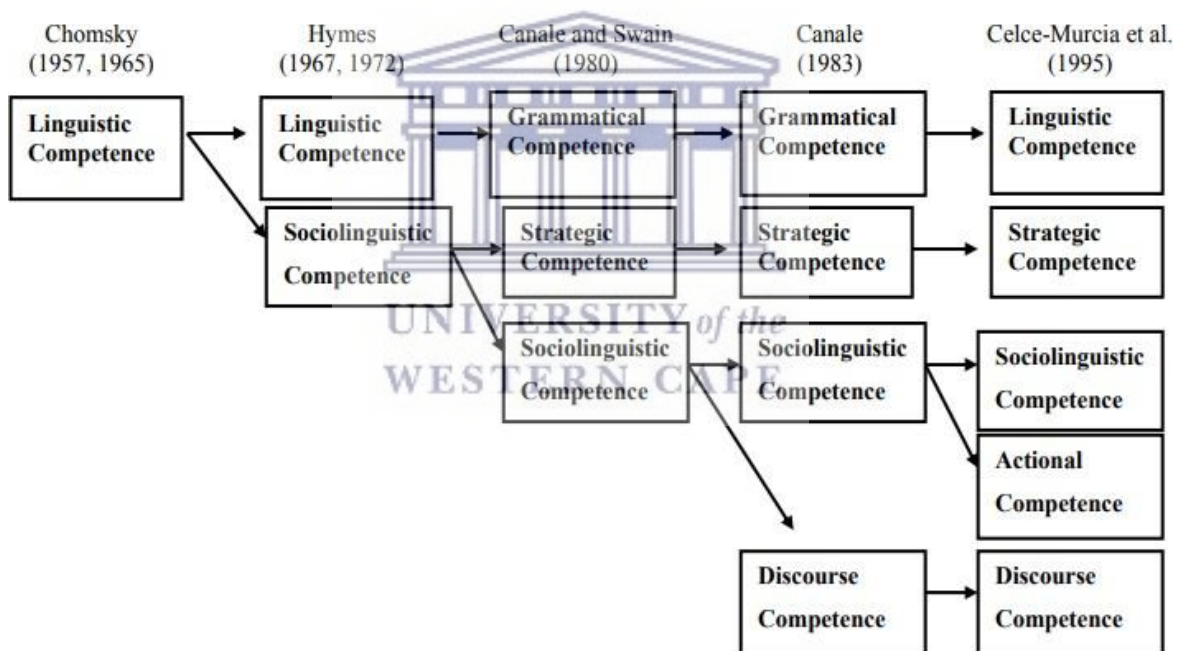 Chomsky
(1957, 1965)
Hymes
(1967, 1972)
Canale and Swain
(1980)
Canale
(1983)
Celce-Murcia et al.
(1995)
Linguistic
Competence
Linguistic
Competence
Grammatical
Competence
Grammatical
Competence
Linguistic
Competence
Sociolinguistic
Competence
Strategic
Competence
Strategic
Competence
Strategic
Competence
UNIVERSITY of the
WESTERN CAPE
Sociolinguistic
Competence
Sociolinguistic
Competence
Sociolinguistic
Competence
Actional
Competence
Discourse
Competence
Discourse
Competence